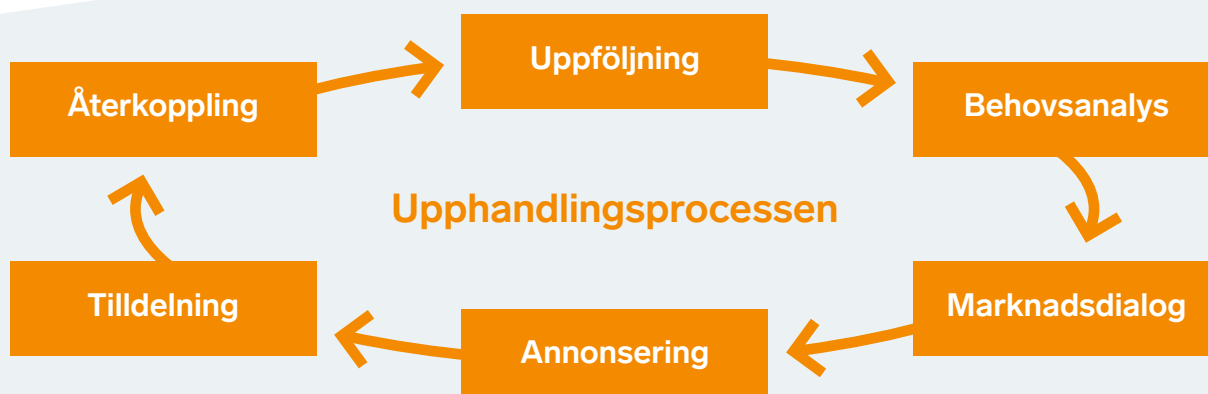 Uppföljning
Återkoppling
Behovsanalys
Upphandlingsprocessen
Tilldelning
Marknadsdialog
Annonsering